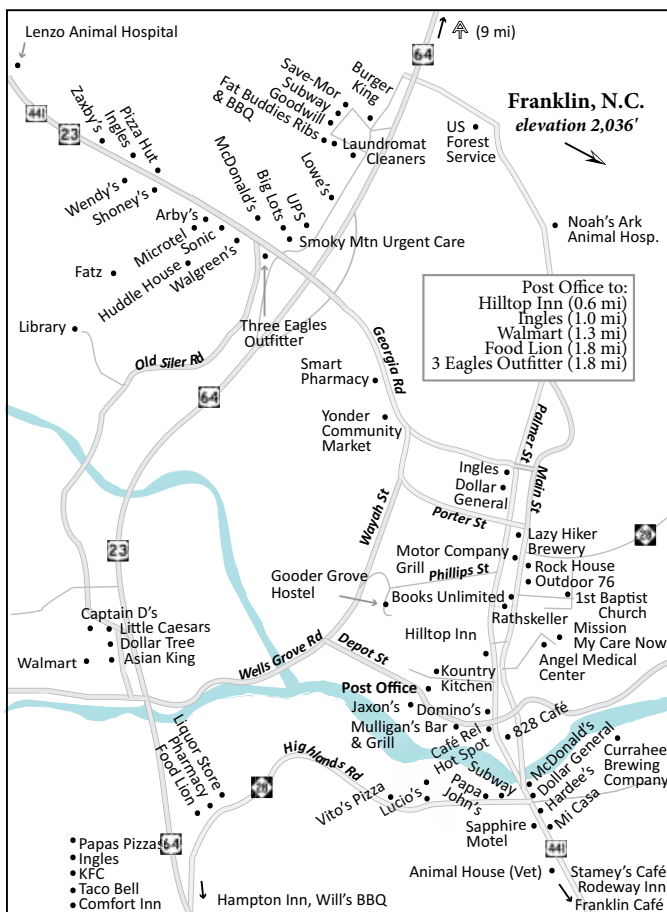 Lenzo Animal Hospital
64
(9 mi)
441
23
Zaxby's
Ingles
Pizza Hut
Save-Mor
Subway
Goodwill
Fat Buddies Ribs
& BBQ
Burger
King
Laundromat
Cleaners
US
Forest
Service
Franklin, N.C.
elevation 2,036'
Wendy's
Shoney's
McDonald's
Big Lots
UPS
Lowe's
Arby's
Microtel
Sonic
Huddle House
Walgreen's
Smoky Mtn Urgent Care
Noah's Ark
Animal Hosp.
Fatz
Post Office to:
Hilltop Inn (0.6 mi)
Ingles (1.0 mi)
Walmart (1.3 mi)
Food Lion (1.8 mi)
3 Eagles Outfitter (1.8 mi)
Library
Three Eagles
Outfitter
Old Siler Rd
Georgia Rd
Smart
Pharmacy
64
Yonder
Community
Market
Palmer St
Main St
Ingles
Dollar
General
Wayah St
Porter St
28
23
Lazy Hiker
Brewery
Motor Company
Grill
Rock House
Outdoor 76
Phillips St
Gooder Grove
Hostel
Books Unlimited
1st Baptist
Church
Rathskeller
Captain D's
Little Caesars
Dollar Tree
Asian King
Walmart
Mission
My Care Now
Angel Medical
Center
Hilltop Inn
Wells Grove Rd
Depot St
Kountry
Kitchen
Post Office
Jaxon's
Domino's
828 Café
Mulligan's Bar
& Grill
Café Rel
Hot Spot
Liquor Store
Pharmacy
Food Lion
Highlands Rd
28
McDonald's
Dollar General
Hardee's
Mi Casa
Currahee
Brewing
Company
Vito's Pizza
Lucio's
Subway
Papa
John's
Sapphire
Motel
64
441
Papas Pizzas
Ingles
KFC
Taco Bell
Comfort Inn
Hampton Inn, Will's BBQ
Animal House (Vet)
Stamey's Café
Rodeway Inn
Franklin Café